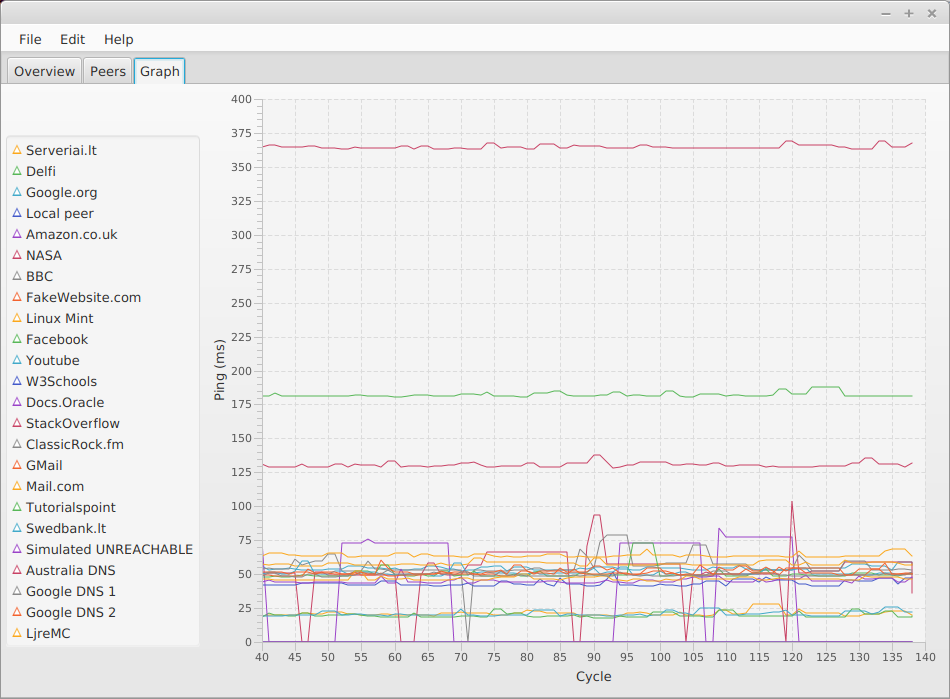 File Edit Help
Overview Peers Graph
Serveriai.lt
Delfi
Google.org
Local peer
Amazon.co.uk
NASA
BBC
FakeWebsite.com
Linux Mint
Facebook
Youtube
W3Schools
Docs.Oracle
StackOverflow
ClassicRock.fm
GMail
Mail.com
Tutorialspoint
Swedbank.lt
Simulated UNREACHABLE
Australia DNS
Google DNS 1
Google DNS 2
LjreMC
Ping (ms)
400
375
350
325
300
275
250
225
200
175
150
125
100
75
50
25
0
40 45 50 55 60 65 70 75 80 85 90 95 100 105 110 115 120 125 130 135 140
Cycle